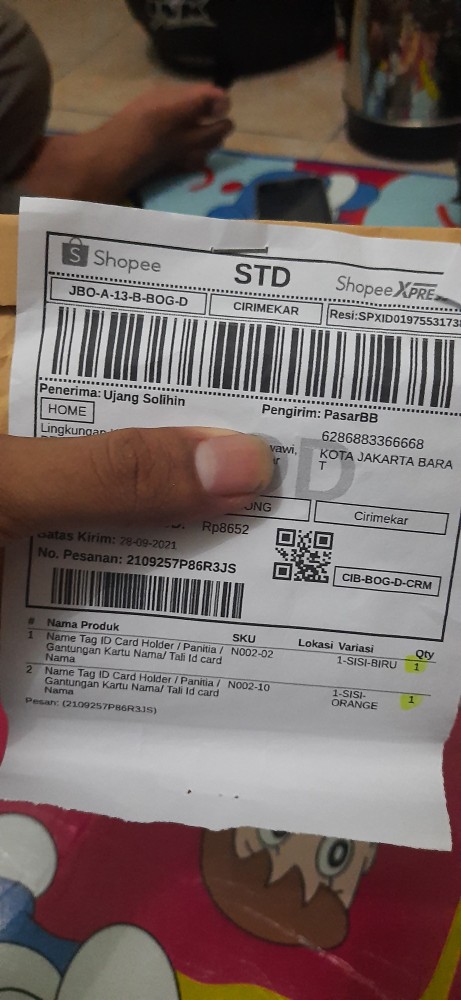 Shopee
STD
Shopee XPRE
JBO-A-13-B-BOG-D
CIRIMEKAR
Resi:SPXID01975531738
Penerima: Ujang Solihin
Pengirim: PasarBB
HOME
6286883366668
Lingkungan
wawi,
KOTA JAKARTA BARA
T
ONG
Cirimekar
Rp8652
Batas Kirim: 28-09-2021
No. Pesanan: 2109257P86R3JS
CIB-BOG-D-CRM
# Nama Produk SKU Lokasi Variasi Qty
1 Name Tag ID Card Holder / Panitia / N002-02 1-SISI-BIRU 1
Gantungan Kartu Nama/ Tali Id card
Nama
2 Name Tag ID Card Holder / Panitia / N002-10 1-SISI- 1
Gantungan Kartu Nama/ Tali Id card ORANGE
Nama
Pesan: (2109257P86R3JS)